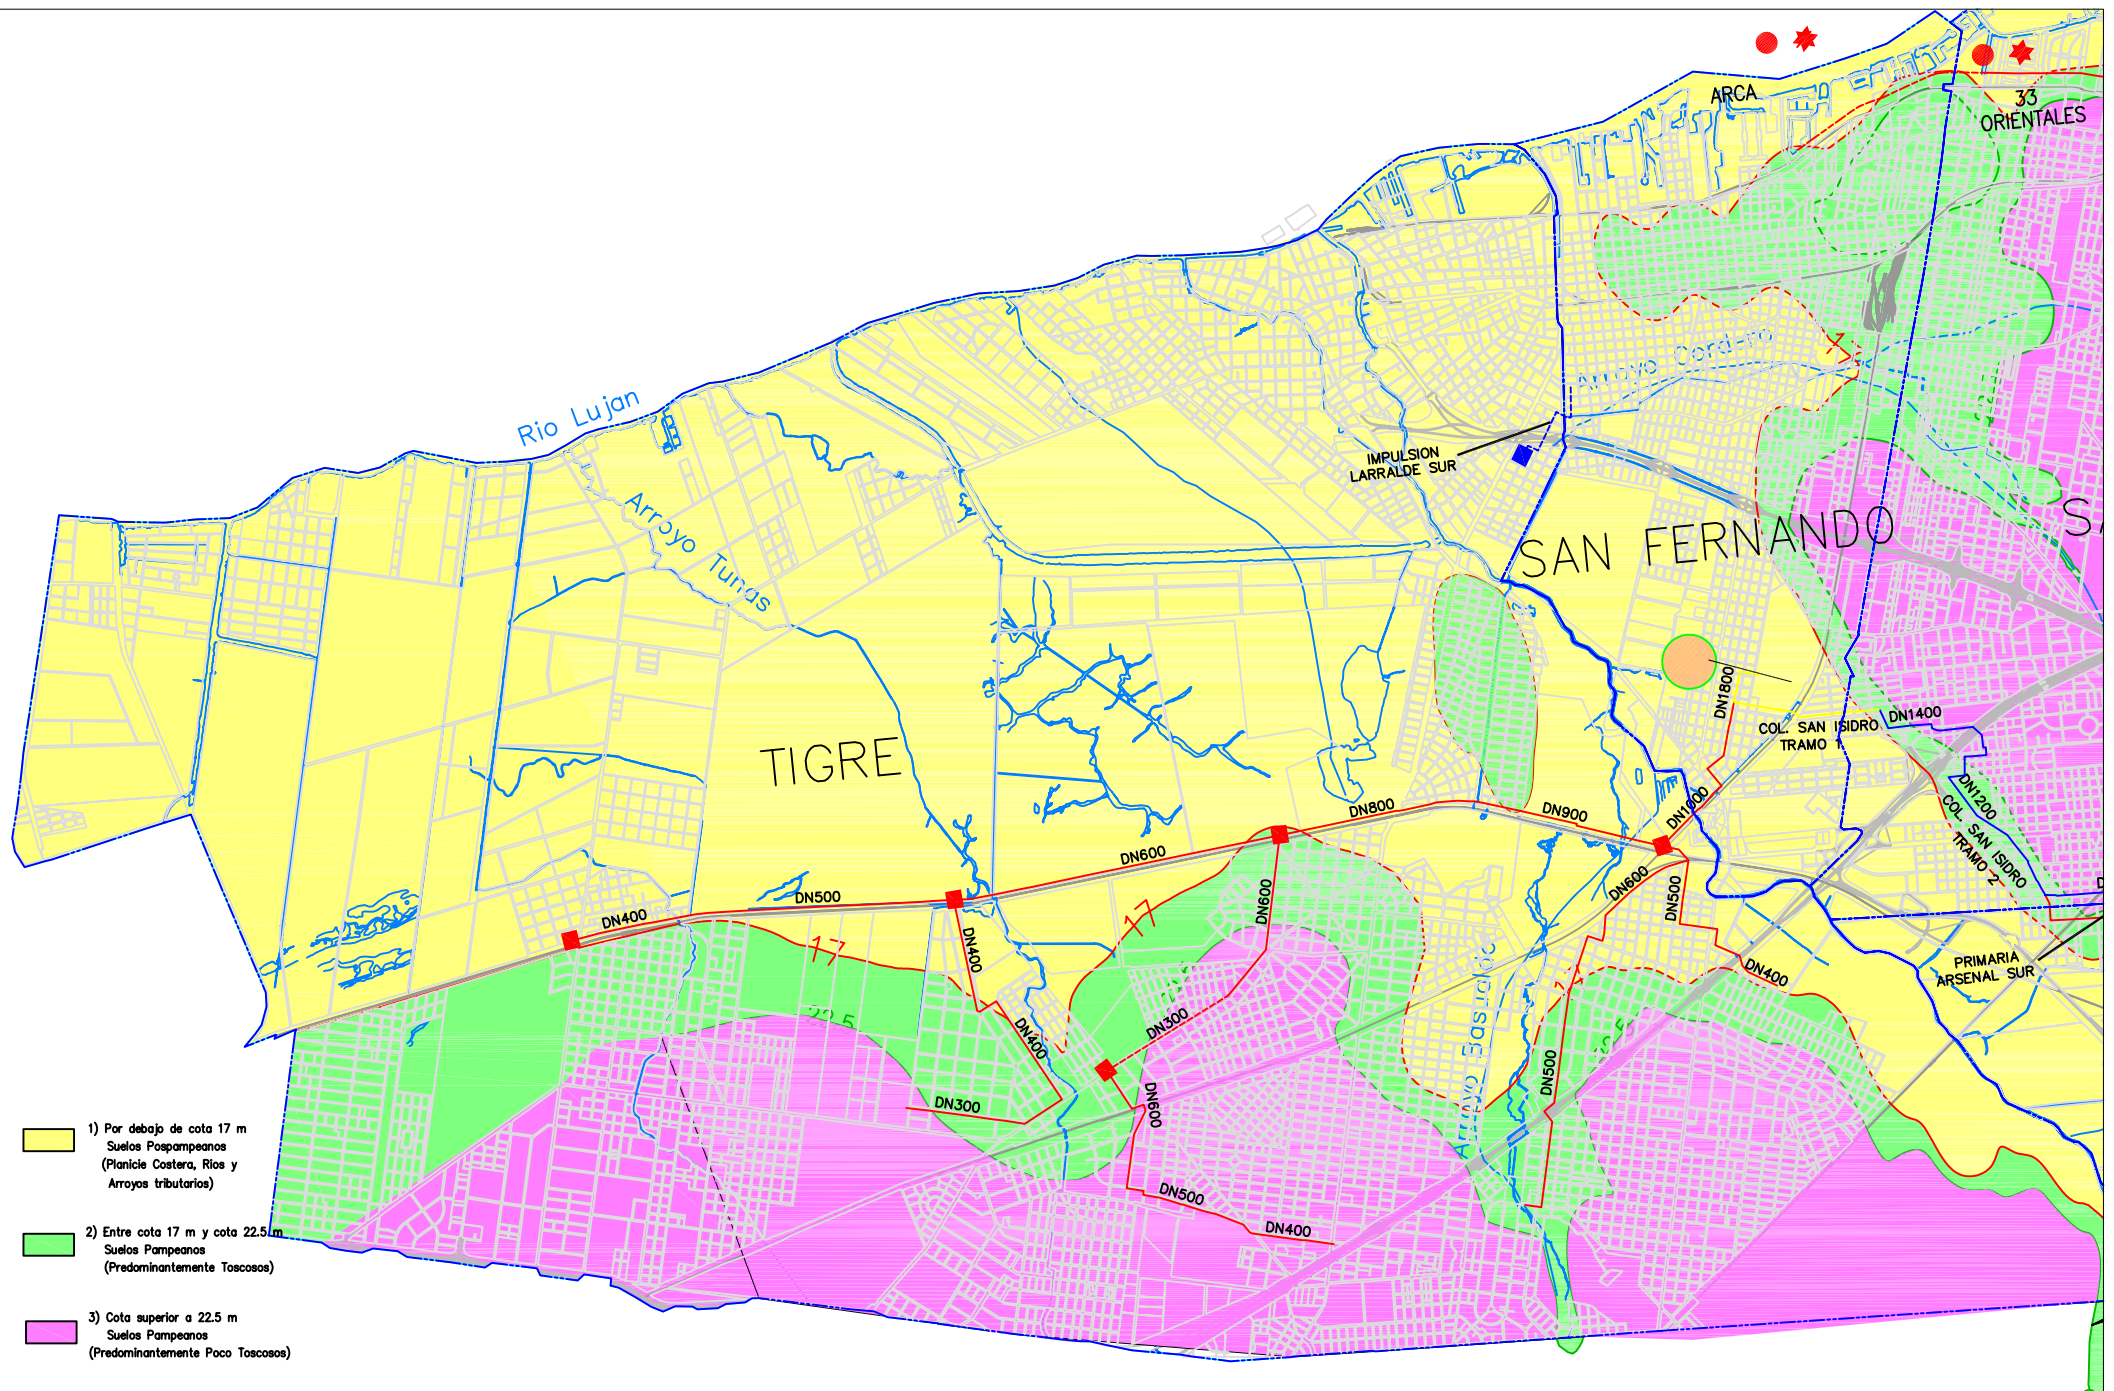 ARCA
33
ORIENTALES
Rio Lujan
Arroyo Cordero
IMPULSION
LARRALDE SUR
Arroyo Tunas
SAN FERNANDO
TIGRE
DN1800
COL. SAN ISIDRO
TRAMO 1
DN1400
DN1200
COL. SAN ISIDRO
TRAMO 2
DN800
DN900
DN1000
DN600
DN500
DN400
DN600
DN600
DN500
17
17
DN400
22.5
DN400
DN300
DN300
DN600
DN500
DN400
Arroyo Basualdo
DN500
DN400
PRIMARIA
ARSENAL SUR
1) Por debajo de cota 17 m
Suelos Pospampeanos
(Planicie Costera, Rios y
Arroyos tributarios)
2) Entre cota 17 m y cota 22.5 m
Suelos Pampeanos
(Predominantemente Toscosos)
3) Cota superior a 22.5 m
Suelos Pampeanos
(Predominantemente Poco Toscosos)